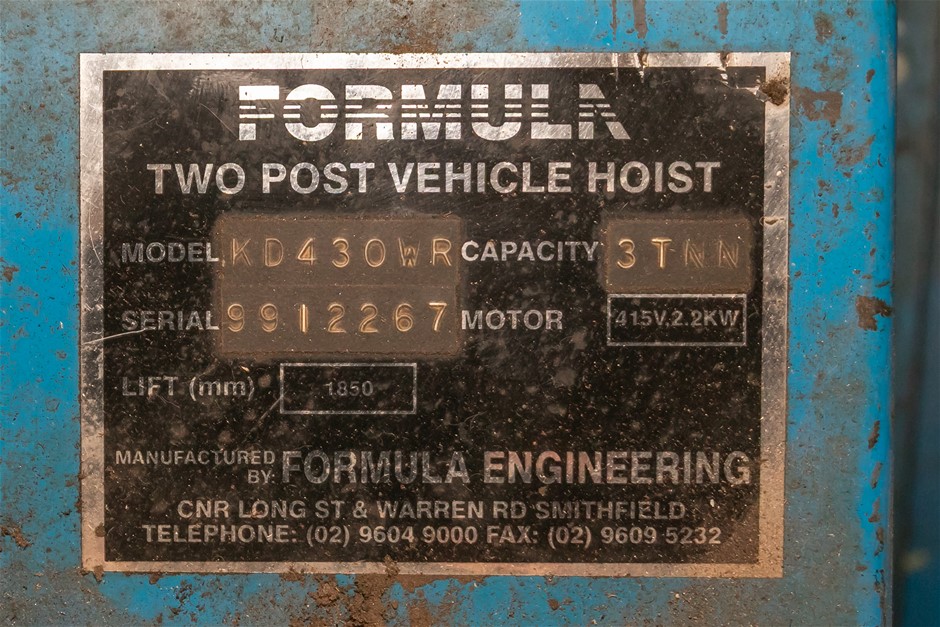 FORMULA
TWO POST VEHICLE HOIST
MODEL KD430WR CAPACITY 3TNN
SERIAL 9912267 MOTOR 415V.2.2KW
LIFT (mm) 1850
MANUFACTURED BY: FORMULA ENGINEERING
CNR LONG ST & WARREN RD SMITHFIELD
TELEPHONE: (02) 9604 9000 FAX: (02) 9609 5232